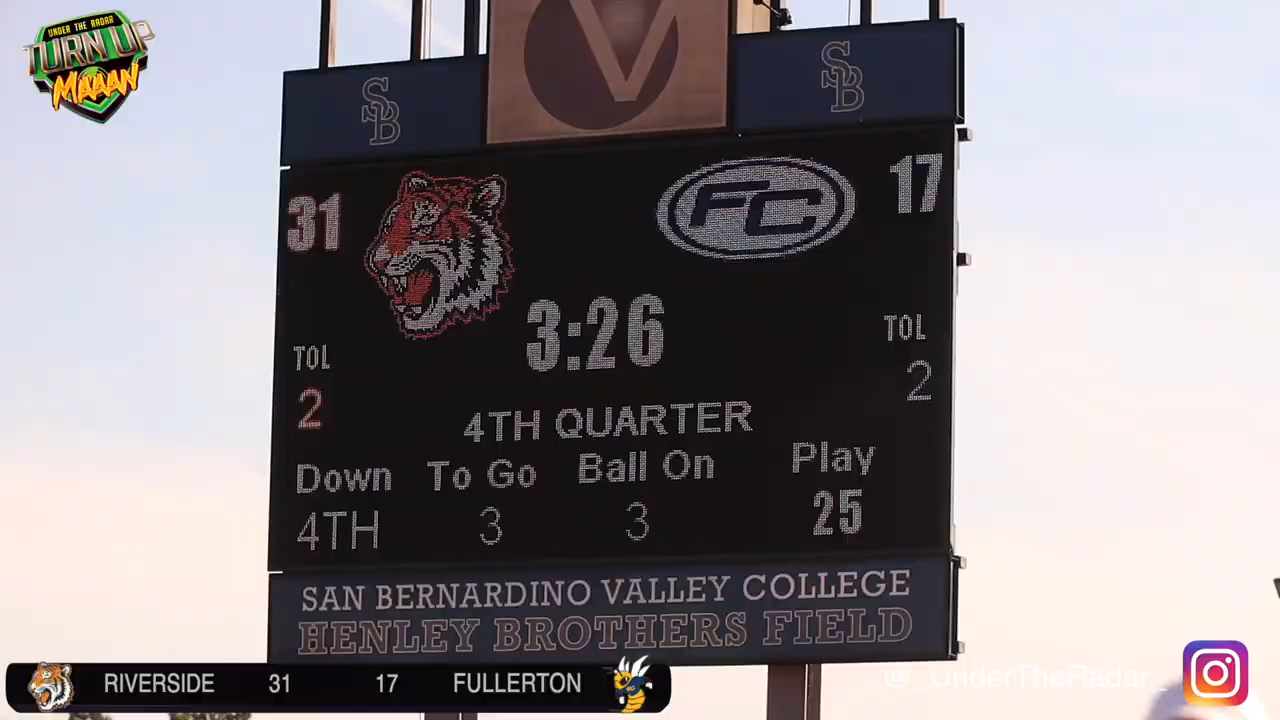 UNDER THE RADAR
TURN UP
MAAAN
V
SB
SB
31
FC
17
3:26
TOL
2
TOL
2
4TH QUARTER
Down To Go Ball On Play
4TH 3 3 25
SAN BERNARDINO VALLEY COLLEGE
HENLEY BROTHERS FIELD
RIVERSIDE 31 17 FULLERTON
@UnderTheRadar_